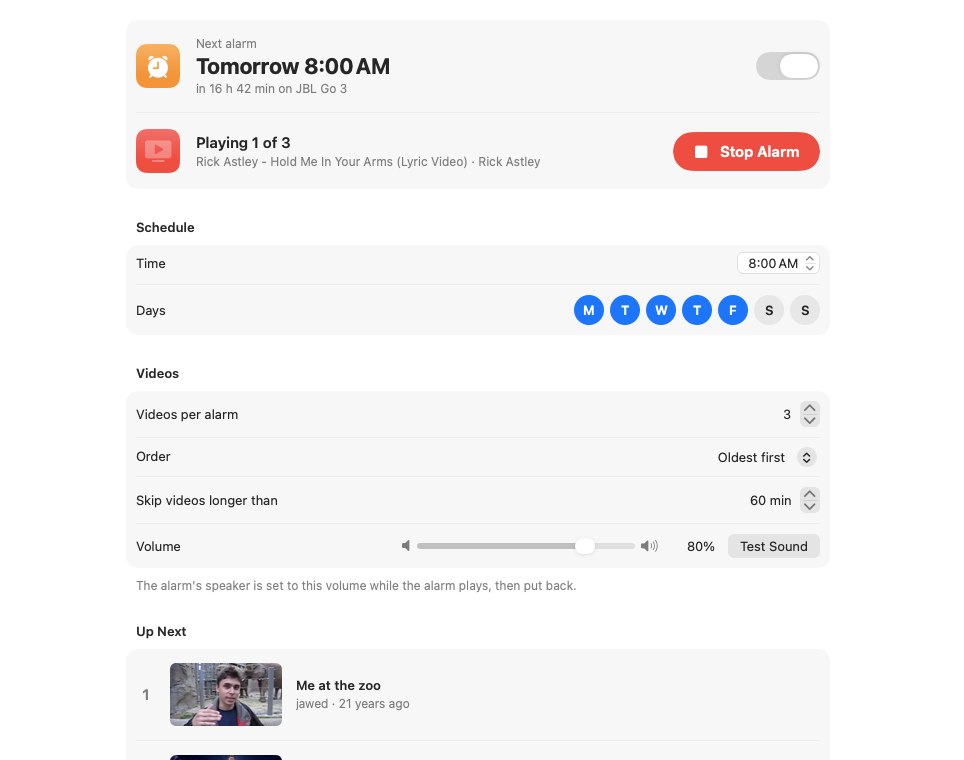 Next alarm
Tomorrow 8:00 AM
in 16 h 42 min on JBL Go 3
Playing 1 of 3
Rick Astley - Hold Me In Your Arms (Lyric Video) · Rick Astley
Stop Alarm
Schedule
Time
8:00 AM
Days
M T W T F S S
Videos
Videos per alarm
3
Order
Oldest first
Skip videos longer than
60 min
Volume
80%
Test Sound
The alarm's speaker is set to this volume while the alarm plays, then put back.
Up Next
1
Me at the zoo
jawed · 21 years ago